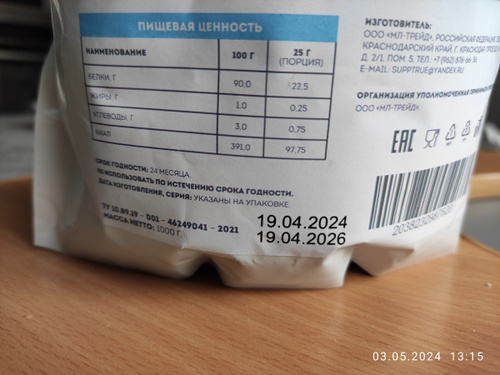 ПИЩЕВАЯ ЦЕННОСТЬ
НАИМЕНОВАНИЕ 100 Г 25 Г (ПОРЦИЯ)
БЕЛКИ, Г 90,0 22,5
ЖИРЫ, Г 1,0 0,25
УГЛЕВОДЫ, Г 3,0 0,75
ККАЛ 391,0 97,75
СРОК ГОДНОСТИ: 24 МЕСЯЦА.
НЕ ИСПОЛЬЗОВАТЬ ПО ИСТЕЧЕНИЮ СРОКА ГОДНОСТИ.
ДАТА ИЗГОТОВЛЕНИЯ, СЕРИЯ: УКАЗАНЫ НА УПАКОВКЕ
ТУ 10.89.19 - 001 - 46249041 - 2021
МАССА НЕТТО: 1000 Г.
19.04.2024
19.04.2026
ИЗГОТОВИТЕЛЬ:
ООО «МЛ-ТРЕЙД», РОССИЙСКАЯ ФЕДЕРАЦИЯ,
КРАСНОДАРСКИЙ КРАЙ, Г. КРАСНОДАР,
Д. 2/1, ПОМ. 5, ТЕЛ.: +7 (962) 876 66
E-MAIL: SUPPTRUE@YANDEX.RU
ОРГАНИЗАЦИЯ УПОЛНОМОЧЕННАЯ
ООО «МЛ-ТРЕЙД».
EAC
03.05.2024 13:15